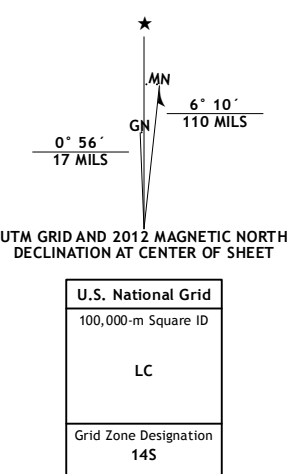 ★
MN
GN
6° 10´
110 MILS
0° 56´
17 MILS
UTM GRID AND 2012 MAGNETIC NORTH
DECLINATION AT CENTER OF SHEET
U.S. National Grid
100,000-m Square ID
LC
Grid Zone Designation
14S